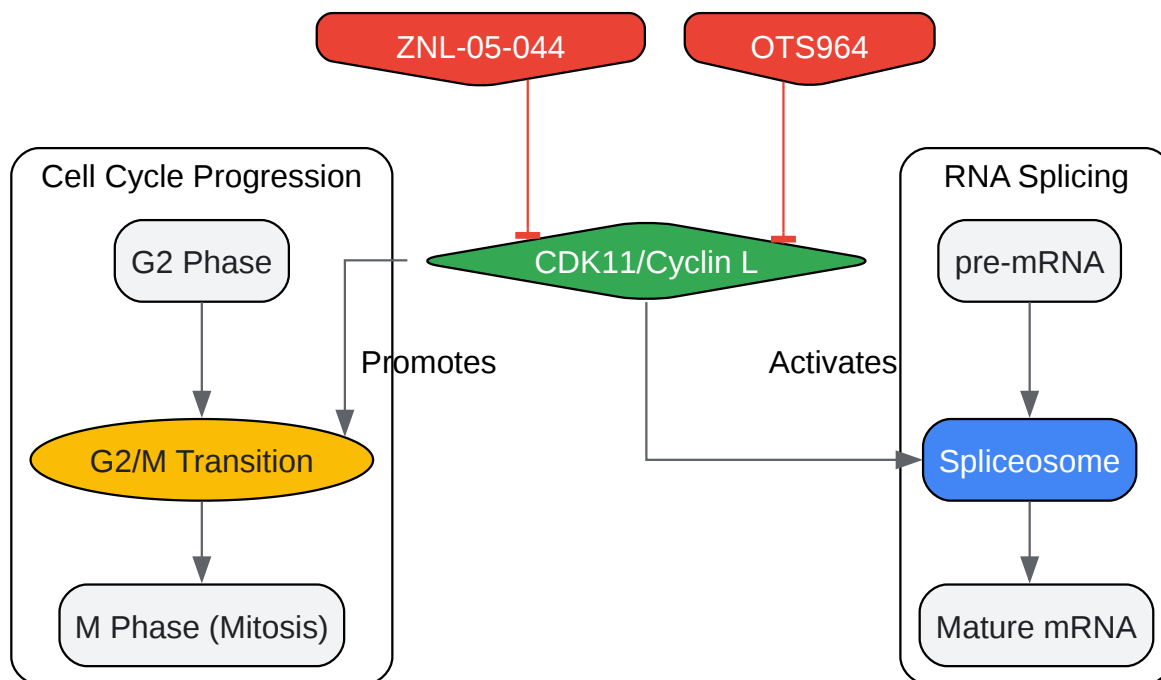 ZNL-05-044
OTS964
Cell Cycle Progression
RNA Splicing
G2 Phase
CDK11/Cyclin L
pre-mRNA
Promotes
Activates
G2/M Transition
Spliceosome
M Phase (Mitosis)
Mature mRNA